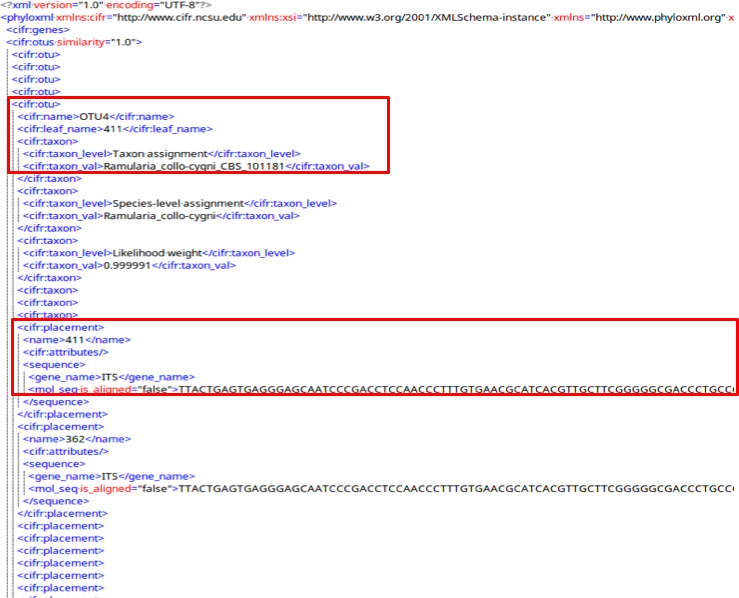 <?xml version="1.0" encoding="UTF-8"?>
<phyloxml xmlns:cifr="http://www.cifr.ncsu.edu" xmlns:xsi="http://www.w3.org/2001/XMLSchema-instance" xmlns="http://www.phyloxml.org" x
<cifr:genes>
<cifr:otus similarity="1.0">
<cifr:otu>
<cifr:otu>
<cifr:otu>
<cifr:otu>
<cifr:otu>
<cifr:name>OTU4</cifr:name>
<cifr:leaf_name>411</cifr:leaf_name>
<cifr:taxon>
<cifr:taxon_level>Taxon assignment</cifr:taxon_level>
<cifr:taxon_val>Ramularia_collo-cygni_CBS_101181</cifr:taxon_val>
</cifr:taxon>
<cifr:taxon>
<cifr:taxon_level>Species-level assignment</cifr:taxon_level>
<cifr:taxon_val>Ramularia_collo-cygni</cifr:taxon_val>
</cifr:taxon>
<cifr:taxon>
<cifr:taxon_level>Likelihood weight</cifr:taxon_level>
<cifr:taxon_val>0.999991</cifr:taxon_val>
</cifr:taxon>
<cifr:taxon>
<cifr:taxon>
<cifr:taxon>
<cifr:placement>
<name>411</name>
<cifr:attributes/>
<sequence>
<gene_name>ITS</gene_name>
<mol_seq is_aligned="false">TTACTGAGTGAGGGAGCAATCCCGACCTCCAACCCTTTGTGAACGCATCACGTTGCTTCGGGGGCGACCCTGCCC
</sequence>
</cifr:placement>
<cifr:placement>
<name>362</name>
<cifr:attributes/>
<sequence>
<gene_name>ITS</gene_name>
<mol_seq is_aligned="false">TTACTGAGTGAGGGAGCAATCCCGACCTCCAACCCTTTGTGAACGCATCACGTTGCTTCGGGGGCGACCCTGCCC
</sequence>
</cifr:placement>
<cifr:placement>
<cifr:placement>
<cifr:placement>
<cifr:placement>
<cifr:placement>
<cifr:placement>